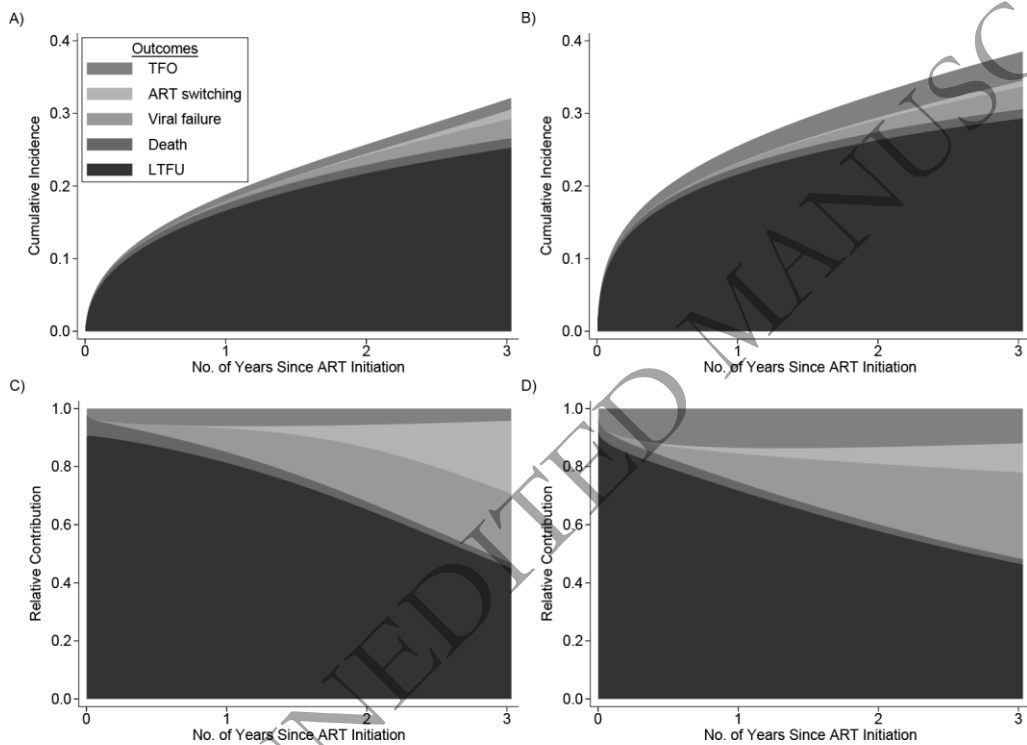 A)
B)
Outcomes
TFO
ART switching
Viral failure
Death
LTFU
Cumulative Incidence
0.4
0.3
0.2
0.1
0.0
0
1
2
3
No. of Years Since ART Initiation
Cumulative Incidence
0.4
0.3
0.2
0.1
0.0
0
1
2
3
No. of Years Since ART Initiation
C)
D)
Relative Contribution
1.0
0.8
0.6
0.4
0.2
0.0
0
1
2
3
No. of Years Since ART Initiation
Relative Contribution
1.0
0.8
0.6
0.4
0.2
0.0
0
1
2
3
No. of Years Since ART Initiation
UNEDITED MANUSC